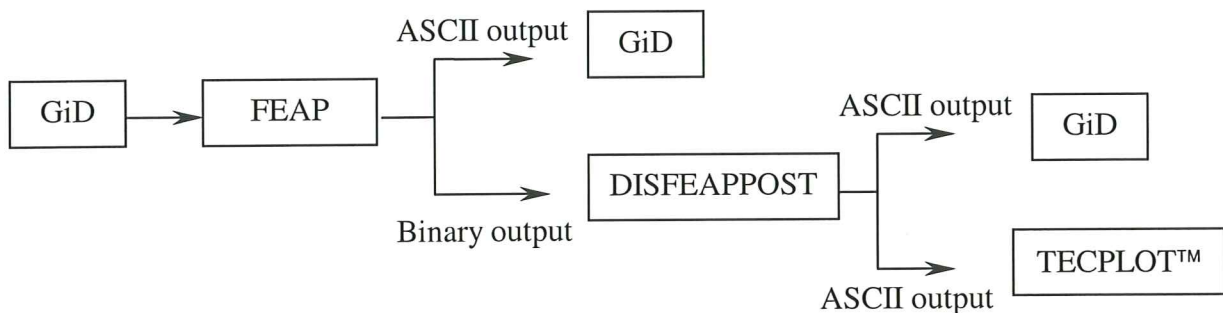 ASCII output
GiD
GiD
FEAP
ASCII output
GiD
DISFEAPPOST
Binary output
TECPLOT™
ASCII output